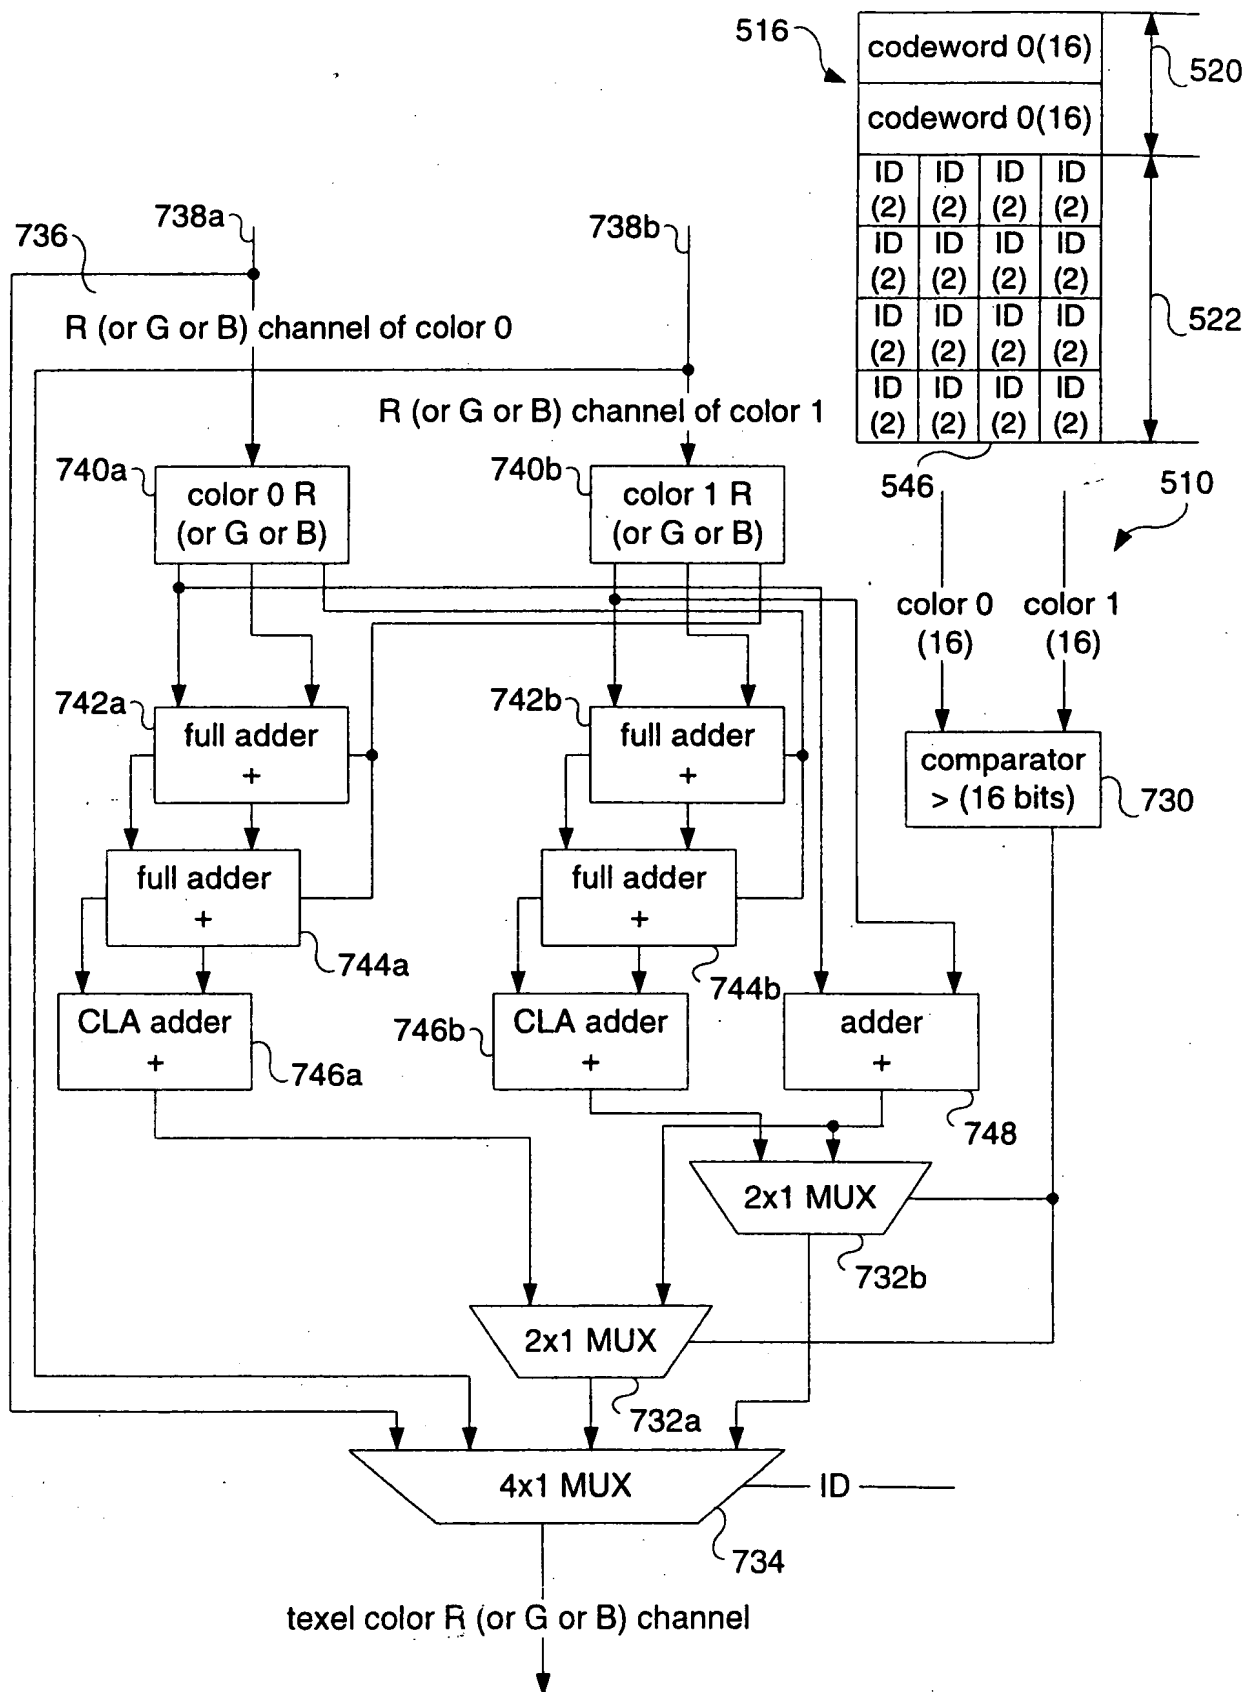 516
codeword 0(16)
520
codeword 0(16)
ID ID ID ID
(2) (2) (2) (2)
ID ID ID ID
(2) (2) (2) (2)
522
ID ID ID ID
(2) (2) (2) (2)
ID ID ID ID
(2) (2) (2) (2)
546
510
736
738a
738b
R (or G or B) channel of color 0
R (or G or B) channel of color 1
740a
color 0 R
(or G or B)
740b
color 1 R
(or G or B)
color 0
(16)
color 1
(16)
742a
full adder
+
742b
full adder
+
comparator
> (16 bits)
730
full adder
+
744a
full adder
+
744b
CLA adder
+
746a
746b
CLA adder
+
adder
+
748
2x1 MUX
732b
2x1 MUX
732a
4x1 MUX
ID
734
texel color R (or G or B) channel